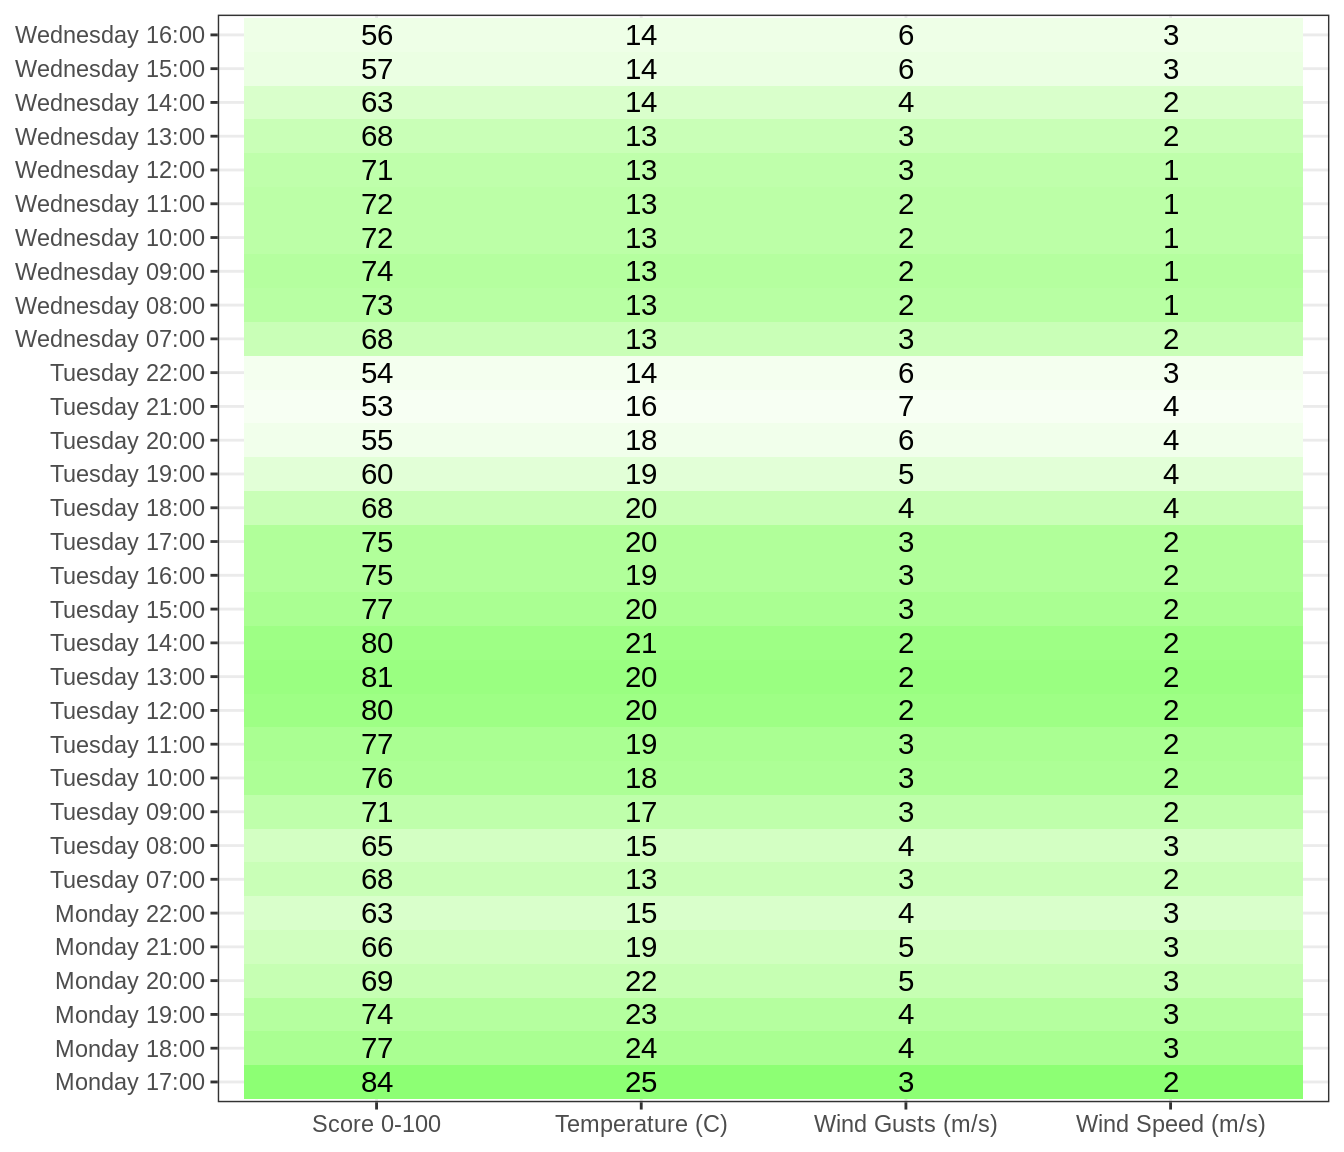 Wednesday 16:00 56 14 6 3
Wednesday 15:00 57 14 6 3
Wednesday 14:00 63 14 4 2
Wednesday 13:00 68 13 3 2
Wednesday 12:00 71 13 3 1
Wednesday 11:00 72 13 2 1
Wednesday 10:00 72 13 2 1
Wednesday 09:00 74 13 2 1
Wednesday 08:00 73 13 2 1
Wednesday 07:00 68 13 3 2
Tuesday 22:00 54 14 6 3
Tuesday 21:00 53 16 7 4
Tuesday 20:00 55 18 6 4
Tuesday 19:00 60 19 5 4
Tuesday 18:00 68 20 4 4
Tuesday 17:00 75 20 3 2
Tuesday 16:00 75 19 3 2
Tuesday 15:00 77 20 3 2
Tuesday 14:00 80 21 2 2
Tuesday 13:00 81 20 2 2
Tuesday 12:00 80 20 2 2
Tuesday 11:00 77 19 3 2
Tuesday 10:00 76 18 3 2
Tuesday 09:00 71 17 3 2
Tuesday 08:00 65 15 4 3
Tuesday 07:00 68 13 3 2
Monday 22:00 63 15 4 3
Monday 21:00 66 19 5 3
Monday 20:00 69 22 5 3
Monday 19:00 74 23 4 3
Monday 18:00 77 24 4 3
Monday 17:00 84 25 3 2
Score 0-100 Temperature (C) Wind Gusts (m/s) Wind Speed (m/s)